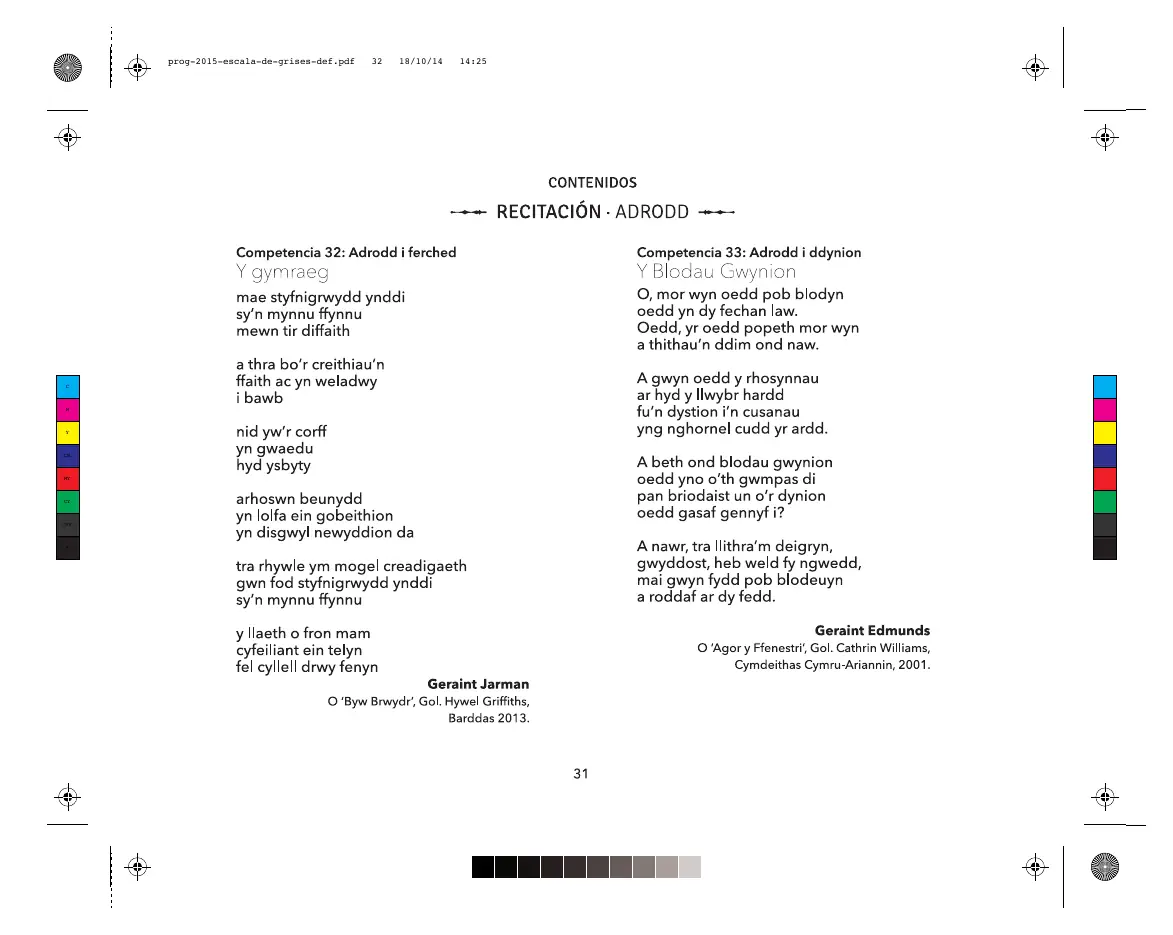 prog-2015-escala-de-grises-def.pdf 32 18/10/14 14:25
CONTENIDOS
RECITACIÓN · ADRODD
Competencia 32: Adrodd i ferched
Y gymraeg
mae styfnigrwydd ynddi
sy'n mynnu ffynnu
mewn tir diffaith
a thra bo'r creithiau'n
ffaith ac yn weladwy
i bawb
nid yw'r corff
yn gwaedu
hyd ysbyty
arhoswn beunydd
yn lolfa ein gobeithion
yn disgwyl newyddion da
tra rhywle ym mogel creadigaeth
gwn fod styfnigrwydd ynddi
sy'n mynnu ffynnu
y llaeth o fron mam
cyfeiliant ein telyn
fel cyllell drwy fenyn
Geraint Jarman
O 'Byw Brwydr', Gol. Hywel Griffiths,
Barddas 2013.
Competencia 33: Adrodd i ddynion
Y Blodau Gwynion
O, mor wyn oedd pob blodyn
oedd yn dy fechan law.
Oedd, yr oedd popeth mor wyn
a thithau'n ddim ond naw.
A gwyn oedd y rhosynnau
ar hyd y llwybr hardd
fu'n dystion i'n cusanau
yng nghornel cudd yr ardd.
A beth ond blodau gwynion
oedd yno o'th gwmpas di
pan briodaist un o'r dynion
oedd gasaf gennyf i?
A nawr, tra llithra'm deigryn,
gwyddost, heb weld fy ngwedd,
mai gwyn fydd pob blodeuyn
a roddaf ar dy fedd.
Geraint Edmunds
O 'Agor y Ffenestri', Gol. Cathrin Williams,
Cymdeithas Cymru-Ariannin, 2001.
31